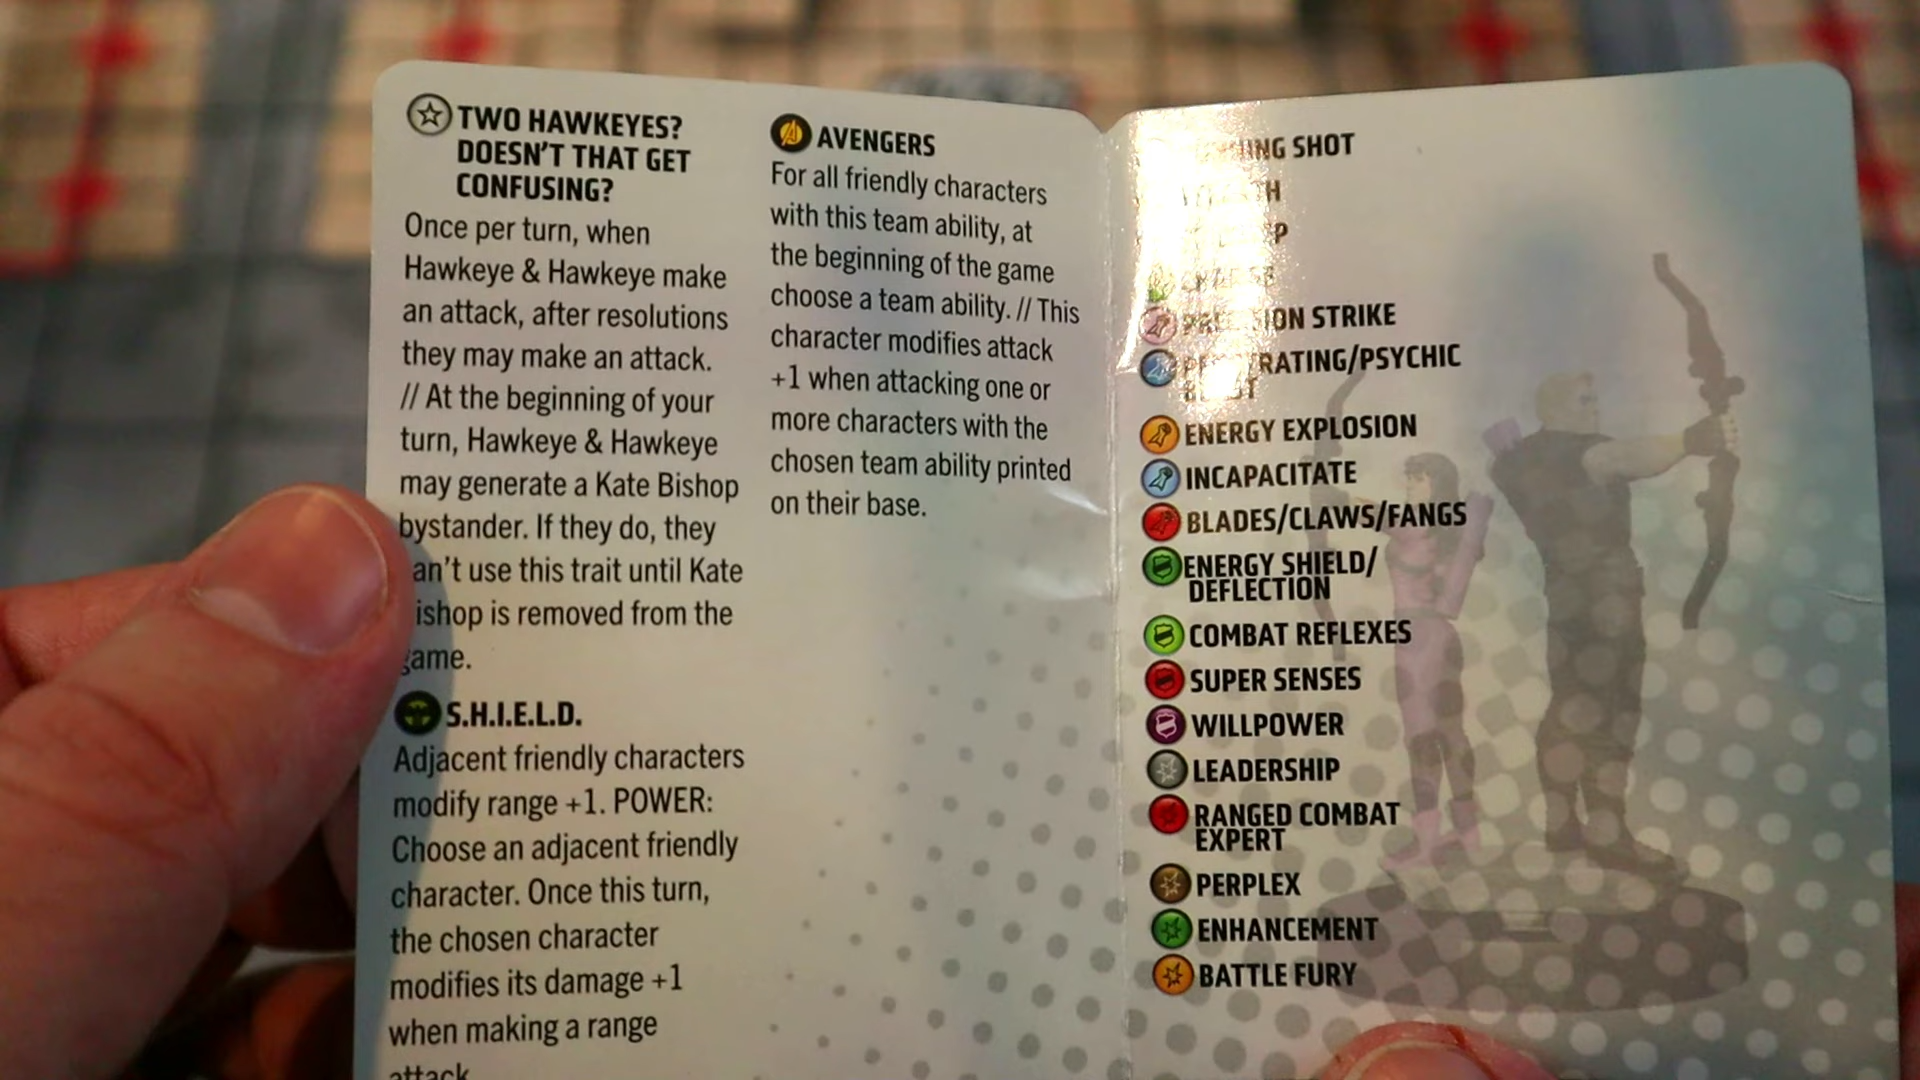 TWO HAWKEYES?
DOESN'T THAT GET
CONFUSING?
Once per turn, when
Hawkeye & Hawkeye make
an attack, after resolutions
they may make an attack.
// At the beginning of your
turn, Hawkeye & Hawkeye
may generate a Kate Bishop
bystander. If they do, they
an't use this trait until Kate
ishop is removed from the
game.
S.H.I.E.L.D.
Adjacent friendly characters
modify range +1. POWER:
Choose an adjacent friendly
character. Once this turn,
the chosen character
modifies its damage +1
when making a range
attack
AVENGERS
For all friendly characters
with this team ability, at
the beginning of the game
choose a team ability. // This
character modifies attack
+1 when attacking one or
more characters with the
chosen team ability printed
on their base.
SHOT
STRIKE
PENETRATING/PSYCHIC
ENERGY EXPLOSION
INCAPACITATE
BLADES/CLAWS/FANGS
ENERGY SHIELD/
DEFLECTION
COMBAT REFLEXES
SUPER SENSES
WILLPOWER
LEADERSHIP
RANGED COMBAT
EXPERT
PERPLEX
ENHANCEMENT
BATTLE FURY